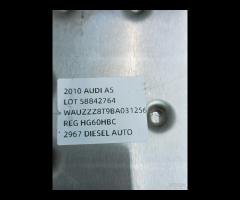 2010 AUDI A5
LOT 58842764
WAUZZZ8T9BA031256
REG HG60HBC
2967 DIESEL AUTO